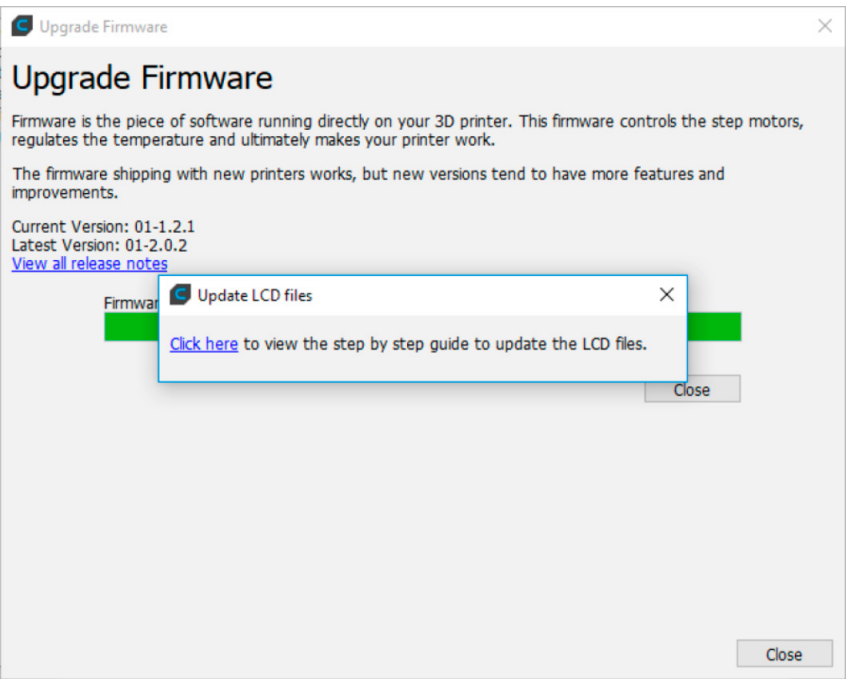 Upgrade Firmware
Upgrade Firmware
Firmware is the piece of software running directly on your 3D printer. This firmware controls the step motors,
regulates the temperature and ultimately makes your printer work.
The firmware shipping with new printers works, but new versions tend to have more features and
improvements.
Current Version: 01-1.2.1
Latest Version: 01-2.0.2
View all release notes
Update LCD files
Click here to view the step by step guide to update the LCD files.
Close
Close